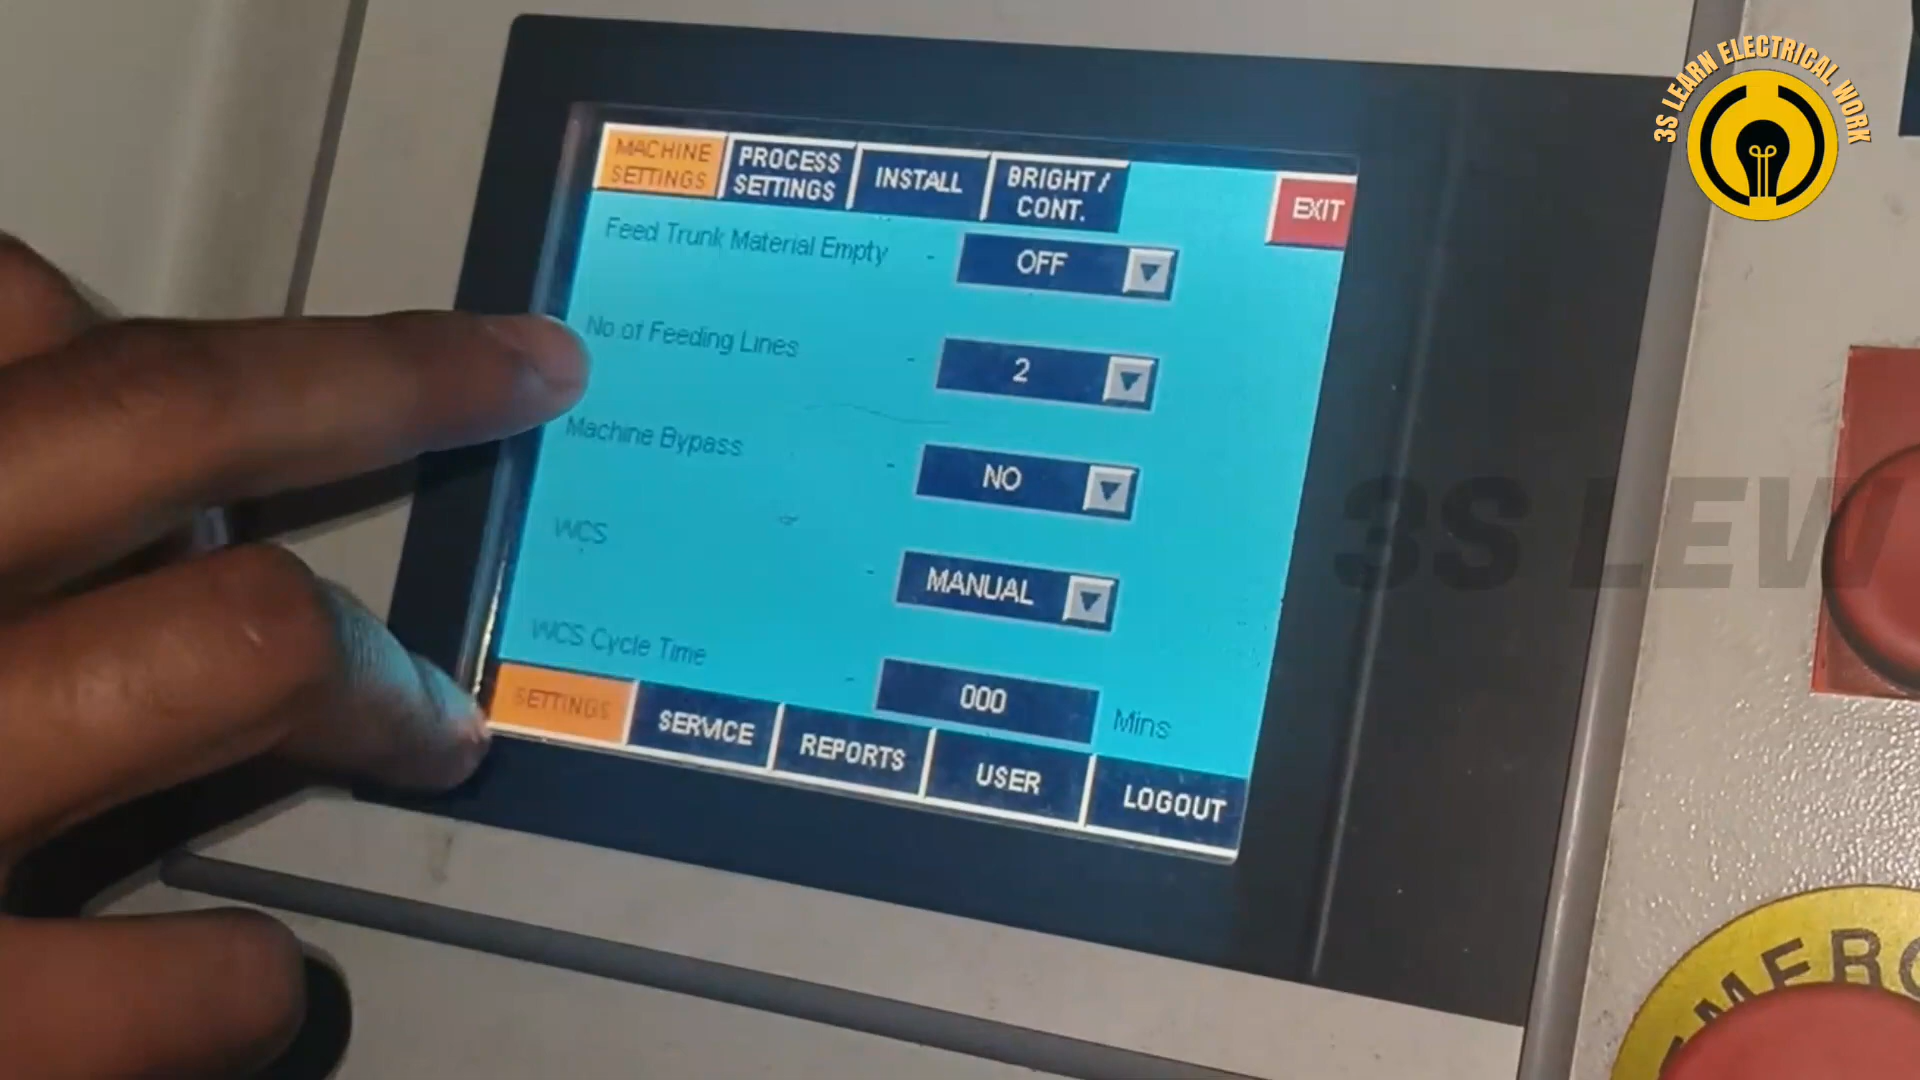 3S LEARN ELECTRICAL WORK
MACHINE SETTINGS
PROCESS SETTINGS
INSTALL
BRIGHT/ CONT.
EXIT
Feed Trunk Material Empty - OFF
No of Feeding Lines - 2
Machine Bypass - NO
WCS - MANUAL
WCS Cycle Time - 000 Mins
SETTINGS
SERVICE
REPORTS
USER
LOGOUT
3S LEW
EMERG